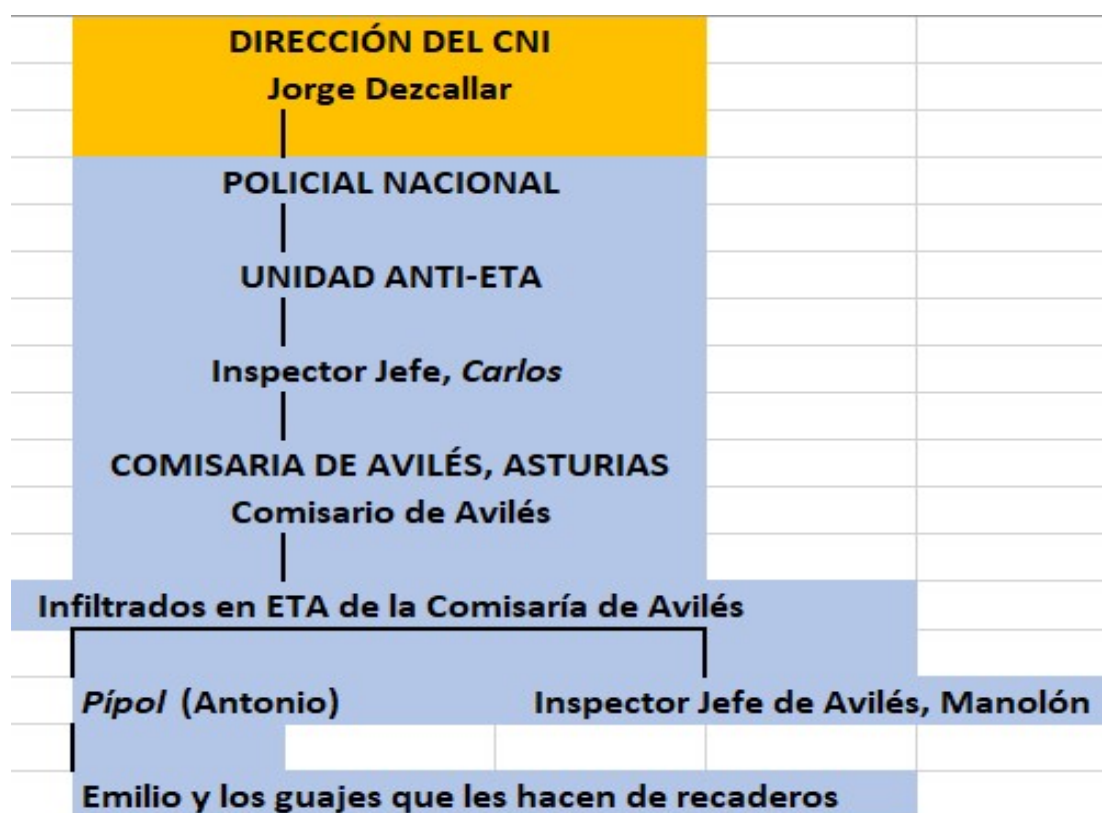 DIRECCIÓN DEL CNI
Jorge Dezcallar
POLICIAL NACIONAL
UNIDAD ANTI-ETA
Inspector Jefe, Carlos
COMISARIA DE AVILÉS, ASTURIAS
Comisario de Avilés
Infiltrados en ETA de la Comisaría de Avilés
Pípol (Antonio)
Inspector Jefe de Avilés, Manolón
Emilio y los guajes que les hacen de recaderos